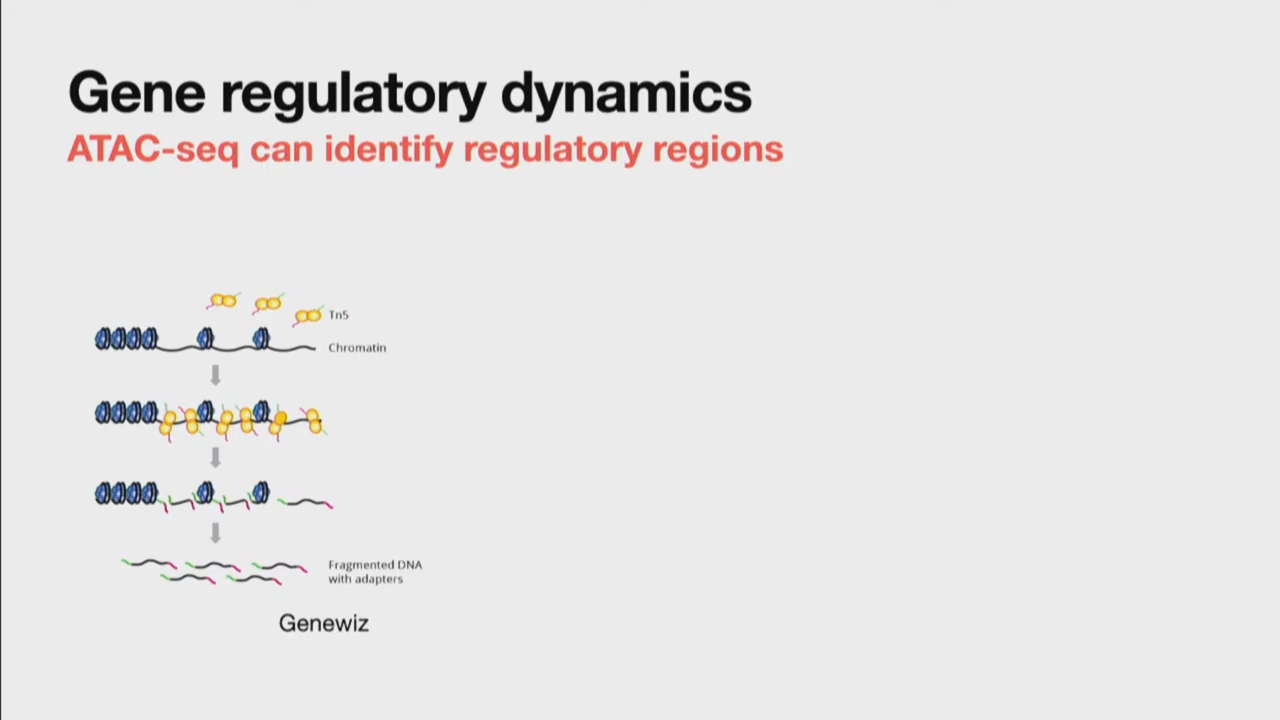 Gene regulatory dynamics
ATAC-seq can identify regulatory regions
Tn5
Chromatin
Fragmented DNA
with adapters
Genewiz